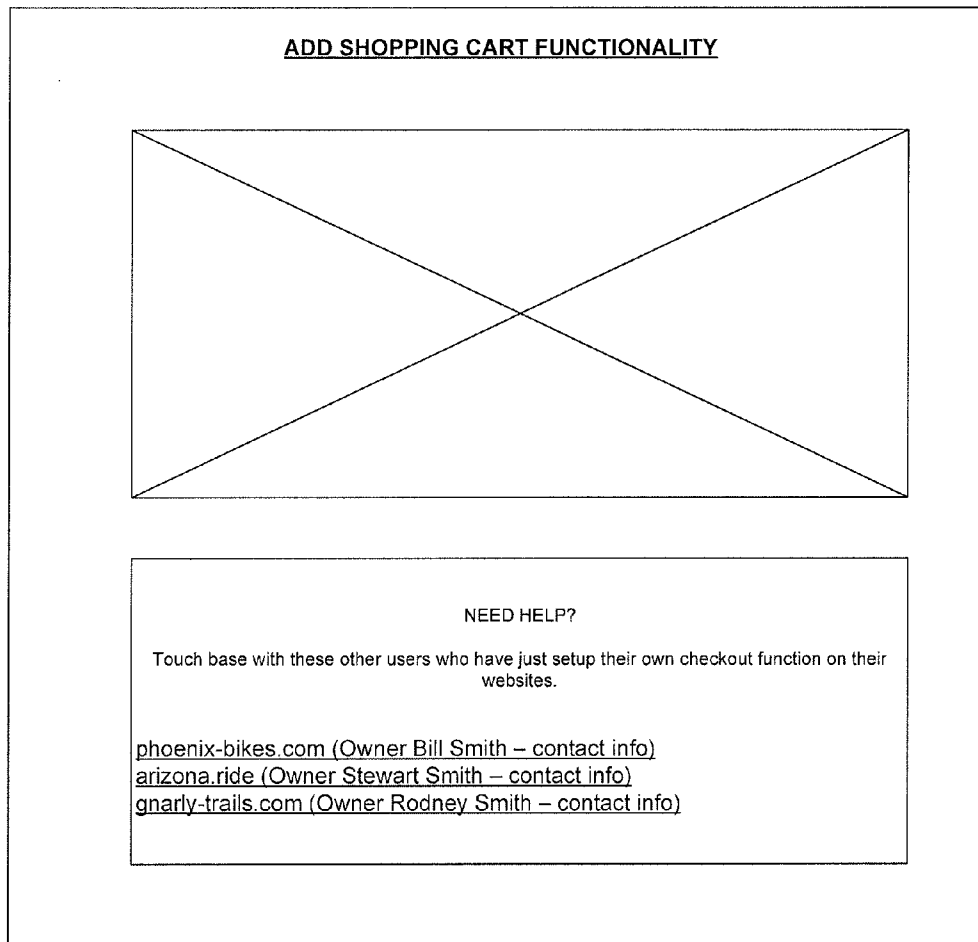 ADD SHOPPING CART FUNCTIONALITY
NEED HELP?
Touch base with these other users who have just setup their own checkout function on their
websites.
phoenix-bikes.com (Owner Bill Smith – contact info)
arizona.ride (Owner Stewart Smith – contact info)
gnarly-trails.com (Owner Rodney Smith – contact info)